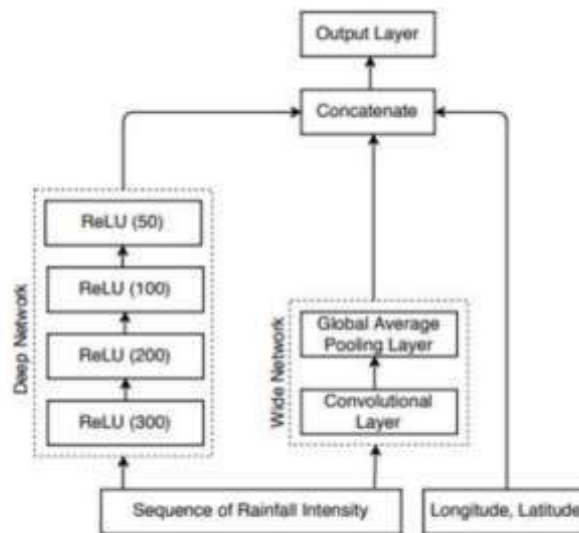 Output Layer
Concatenate
Deep Network
ReLU (50)
ReLU (100)
ReLU (200)
ReLU (300)
Wide Network
Global Average
Pooling Layer
Convolutional
Layer
Sequence of Rainfall Intensity
Longitude, Latitude